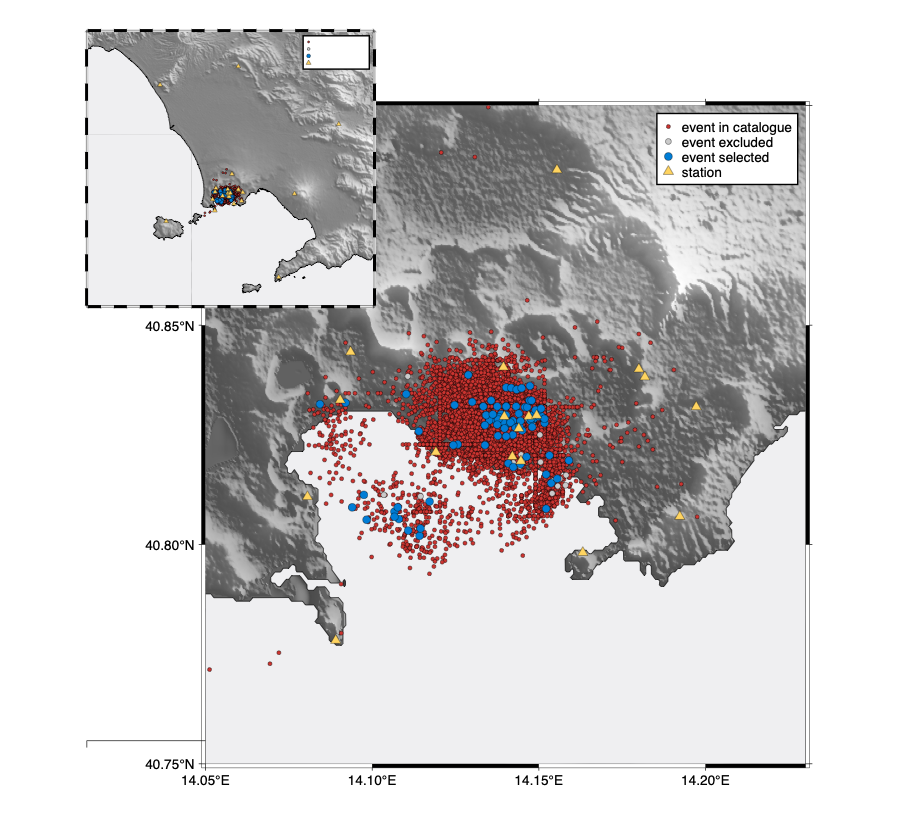 event in catalogue
event excluded
event selected
station
40.85°N
40.80°N
40.75°N
14.05°E
14.10°E
14.15°E
14.20°E